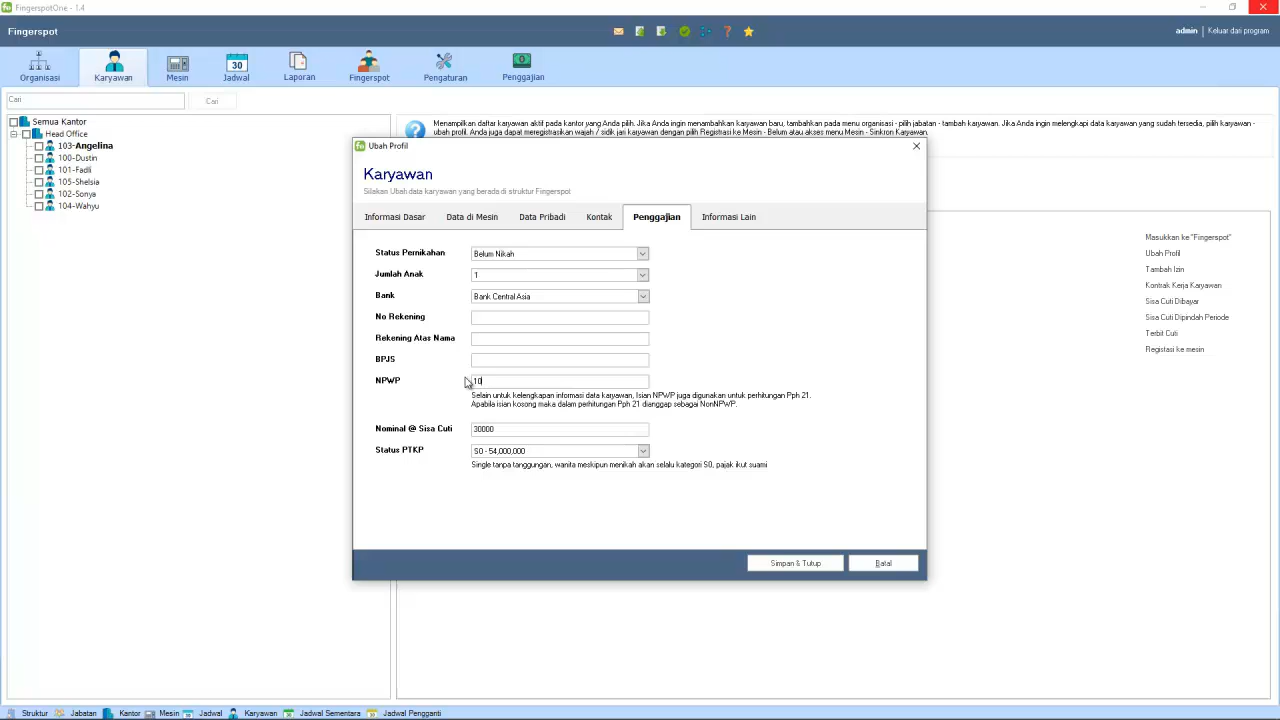 FingerspotOne - 1.4
Fingerspot
admin | Keluar dari program
Organisasi
Karyawan
30
Mesin
Jadwal
Laporan
Fingerspot
Pengaturan
Penggajian
Cari
Cari
Semua Kantor
Head Office
103-Angelina
100-Dustin
101-Fadli
105-Shelsia
102-Sonya
104-Wahyu
Menampilkan daftar karyawan aktif pada kantor yang Anda pilih. Jika Anda ingin menambahkan karyawan baru, tambahkan pada menu organisasi - pilih jabatan - tambah karyawan. Jika Anda ingin melengkapi data karyawan yang sudah tersedia, pilih karyawan -
ubah profil. Anda juga dapat meregistrasikan wajah / sidik jari karyawan dengan pilih Registrasi ke Mesin - Belum atau akses menu Mesin - Sinkron Karyawan.
Ubah Profil
Karyawan
Silakan Ubah data karyawan yang berada di struktur Fingerspot
Informasi Dasar
Data di Mesin
Data Pribadi
Kontak
Penggajian
Informasi Lain
Status Pernikahan
Belum Nikah
Jumlah Anak
1
Bank
Bank Central Asia
No Rekening
Rekening Atas Nama
BPJS
NPWP
10
Selain untuk kelengkapan informasi data karyawan, Isian NPWP juga digunakan untuk perhitungan Pph 21.
Apabila isian kosong maka dalam perhitungan Pph 21 dianggap sebagai NonNPWP.
Nominal @ Sisa Cuti
30000
Status PTKP
S0 - 54,000,000
Single tanpa tanggungan, wanita meskipun menikah akan selalu kategori S0, pajak ikut suami
Simpan & Tutup
Batal
Masukkan ke "Fingerspot"
Ubah Profil
Tambah Izin
Kontrak Kerja Karyawan
Sisa Cuti Dibayar
Sisa Cuti Dipindah Periode
Terbit Cuti
Registasi ke mesin
Struktur
Jabatan
Kantor
Mesin
Jadwal
Karyawan
Jadwal Sementara
Jadwal Pengganti